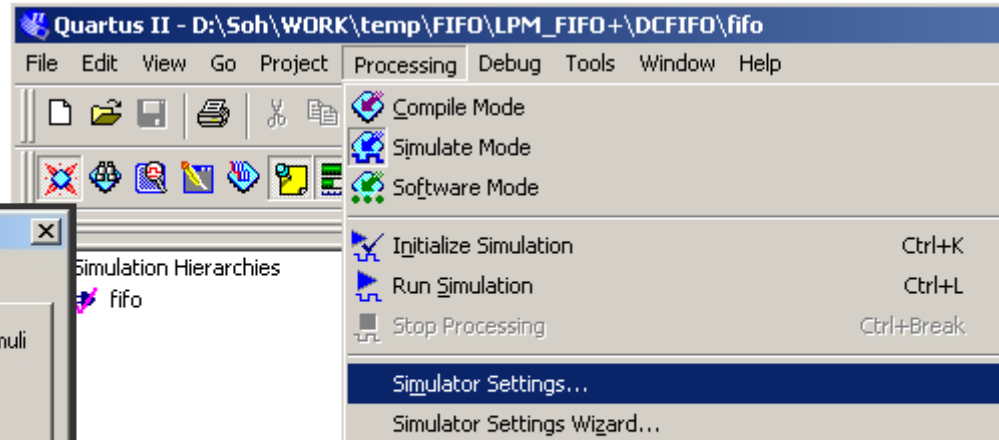 Quartus II - D:\Soh\WORK\temp\FIFO\LPM_FIFO+\DCFIFO\fifo
File Edit View Go Project Processing Debug Tools Window Help
Compile Mode
Simulate Mode
Software Mode
Initialize Simulation Ctrl+K
Run Simulation Ctrl+L
Stop Processing Ctrl+Break
Simulator Settings...
Simulator Settings Wizard...
Simulation Hierarchies
fifo